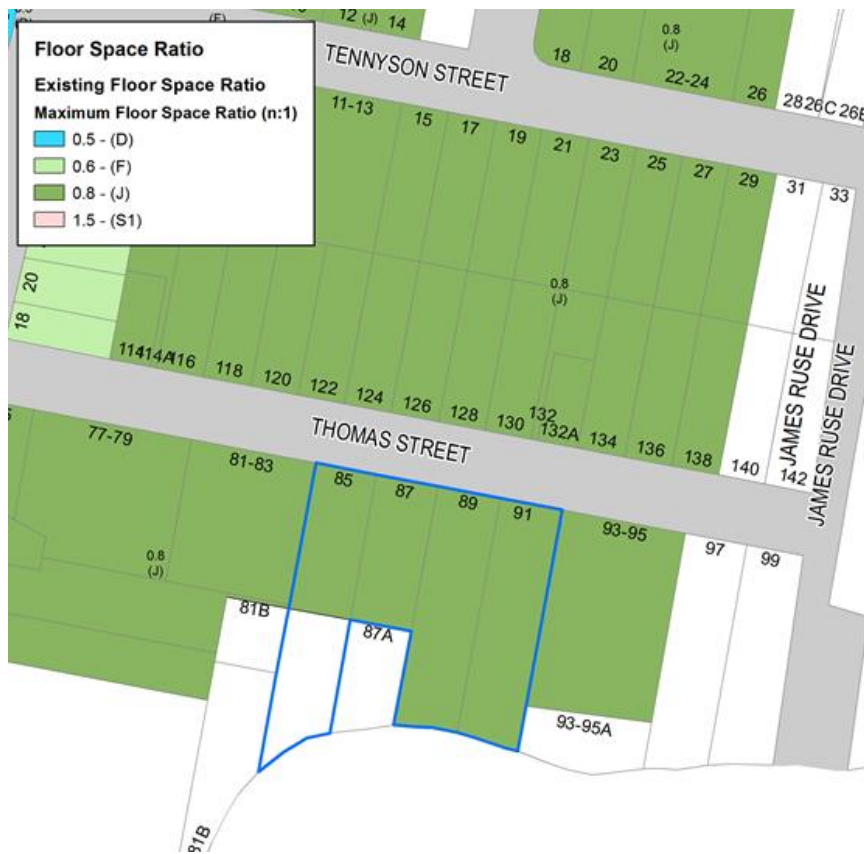 Floor Space Ratio
Existing Floor Space Ratio
Maximum Floor Space Ratio (n:1)
0.5 - (D)
0.6 - (F)
0.8 - (J)
1.5 - (S1)
(F)
12
(J)
14
TENNYSON STREET
0.8
(J)
18
20
22-24
26
28
26C
26B
11-13
15
17
19
21
23
25
27
29
31
33
0.8
(J)
20
18
114
114A
116
118
120
122
124
126
128
130
132
132A
134
136
138
140
142
JAMES RUSE DRIVE
JAMES RUSE DRIVE
THOMAS STREET
77-79
81-83
85
87
89
91
93-95
97
99
0.8
(J)
81B
87A
93-95A
81B